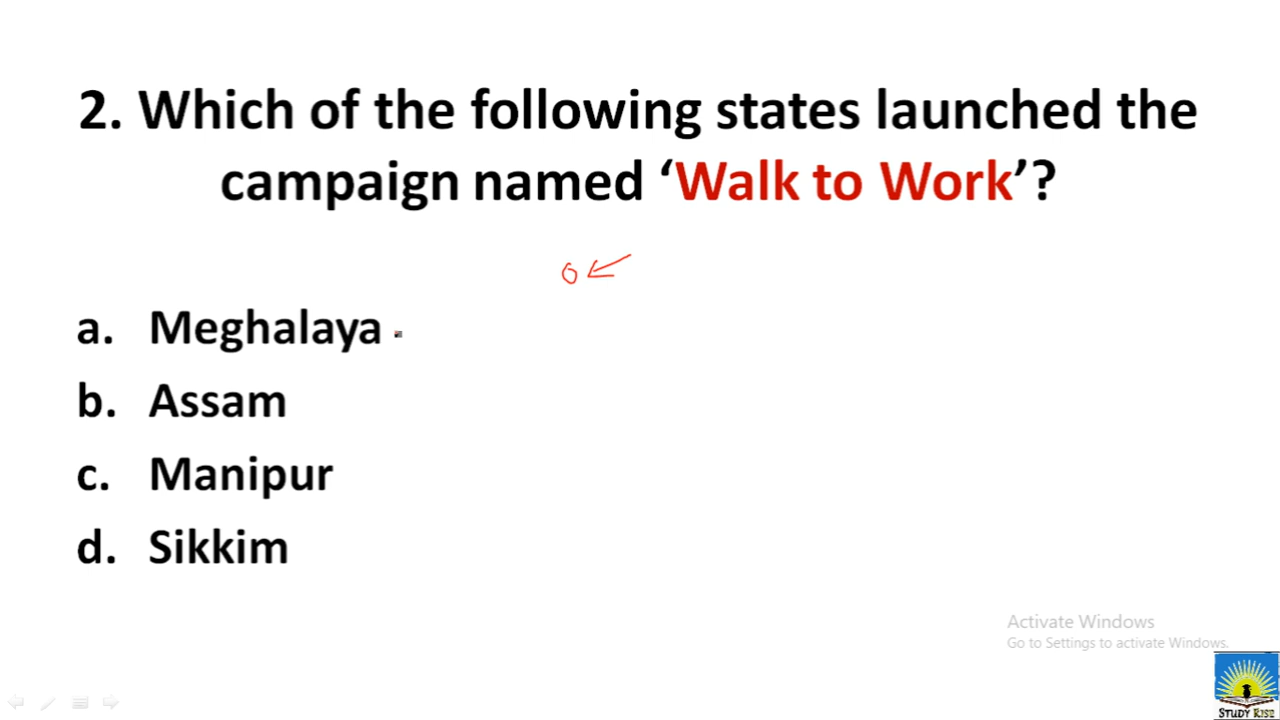 2. Which of the following states launched the
campaign named ‘Walk to Work’?
a. Meghalaya
b. Assam
c. Manipur
d. Sikkim
Activate Windows
Go to Settings to activate Windows.
STUDY RISE